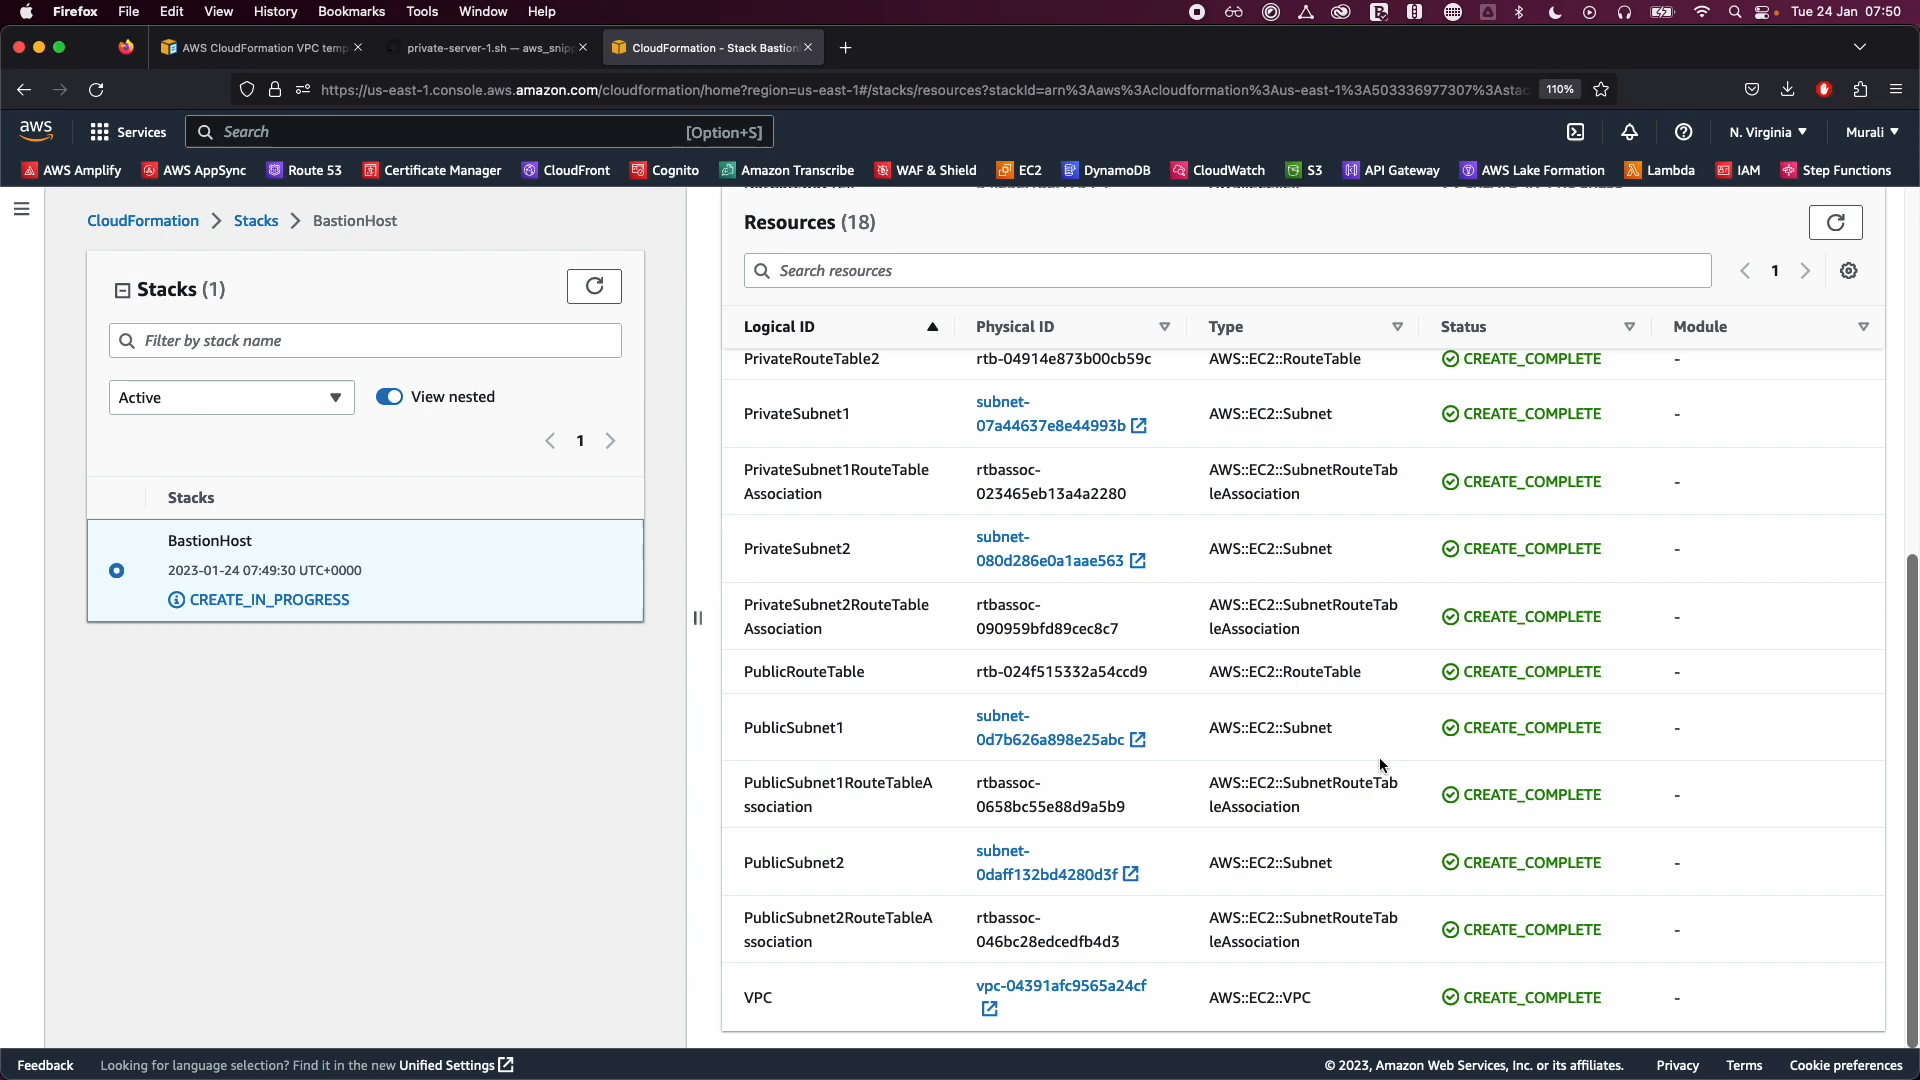 Firefox File Edit View History Bookmarks Tools Window Help Tue 24 Jan 07:50
AWS CloudFormation VPC temp
private-server-1.sh — aws_snip
CloudFormation - Stack Bastion
https://us-east-1.console.aws.amazon.com/cloudformation/home?region=us-east-1#/stacks/resources?stackId=arn%3Aaws%3Acloudformation%3Aus-east-1%3A503336977307%3Astac 110%
aws Services Search [Option+S] N. Virginia Murali
AWS Amplify AWS AppSync Route 53 Certificate Manager CloudFront Cognito Amazon Transcribe WAF & Shield EC2 DynamoDB CloudWatch S3 API Gateway AWS Lake Formation Lambda IAM Step Functions
CloudFormation Stacks BastionHost
Stacks (1)
Filter by stack name
Active View nested
1
Stacks
BastionHost
2023-01-24 07:49:30 UTC+0000
CREATE_IN_PROGRESS
Resources (18)
Search resources 1
Logical ID Physical ID Type Status Module
PrivateRouteTable2 rtb-04914e873b00cb59c AWS::EC2::RouteTable CREATE_COMPLETE -
subnet-
PrivateSubnet1 AWS::EC2::Subnet CREATE_COMPLETE -
07a44637e8e44993b
PrivateSubnet1RouteTable rtbassoc- AWS::EC2::SubnetRouteTab
CREATE_COMPLETE -
Association 023465eb13a4a2280 leAssociation
subnet-
PrivateSubnet2 AWS::EC2::Subnet CREATE_COMPLETE -
080d286e0a1aae563
PrivateSubnet2RouteTable rtbassoc- AWS::EC2::SubnetRouteTab
CREATE_COMPLETE -
Association 090959bfd89cec8c7 leAssociation
PublicRouteTable rtb-024f515332a54ccd9 AWS::EC2::RouteTable CREATE_COMPLETE -
subnet-
PublicSubnet1 AWS::EC2::Subnet CREATE_COMPLETE -
0d7b626a898e25abc
PublicSubnet1RouteTableA rtbassoc- AWS::EC2::SubnetRouteTab
CREATE_COMPLETE -
ssociation 0658bc55e88d9a5b9 leAssociation
subnet-
PublicSubnet2 AWS::EC2::Subnet CREATE_COMPLETE -
0daff132bd4280d3f
PublicSubnet2RouteTableA rtbassoc- AWS::EC2::SubnetRouteTab
CREATE_COMPLETE -
ssociation 046bc28edcedfb4d3 leAssociation
vpc-04391afc9565a24cf
VPC AWS::EC2::VPC CREATE_COMPLETE -
Feedback Looking for language selection? Find it in the new Unified Settings © 2023, Amazon Web Services, Inc. or its affiliates. Privacy Terms Cookie preferences